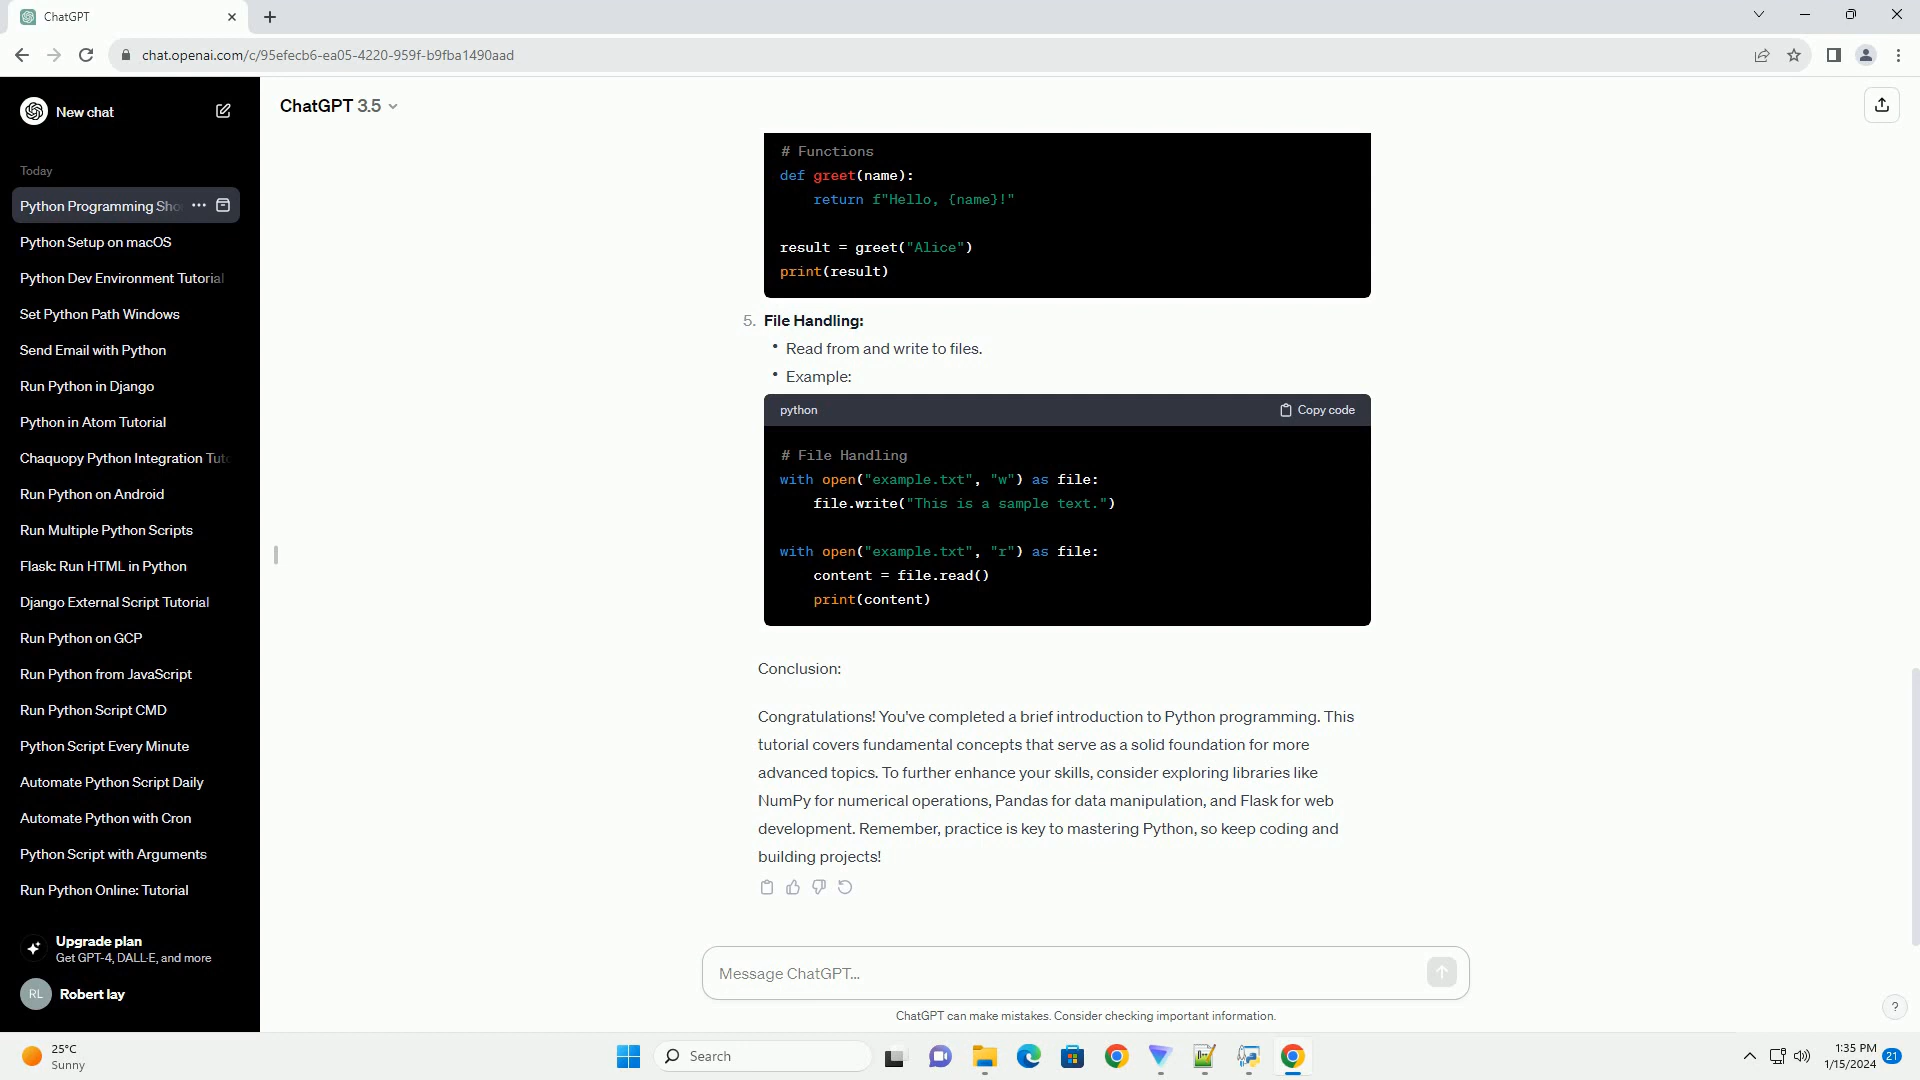 ChatGPT
chat.openai.com/c/95efecb6-ea05-4220-959f-b9fba1490aad
New chat
Today
Python Programming Sho
Python Setup on macOS
Python Dev Environment Tutorial
Set Python Path Windows
Send Email with Python
Run Python in Django
Python in Atom Tutorial
Chaquopy Python Integration Tuto
Run Python on Android
Run Multiple Python Scripts
Flask: Run HTML in Python
Django External Script Tutorial
Run Python on GCP
Run Python from JavaScript
Run Python Script CMD
Python Script Every Minute
Automate Python Script Daily
Automate Python with Cron
Python Script with Arguments
Run Python Online: Tutorial
Upgrade plan
Get GPT-4, DALL·E, and more
RL Robert lay
ChatGPT 3.5
# Functions
def greet(name):
    return f"Hello, {name}!"
result = greet("Alice")
print(result)
5. File Handling:
• Read from and write to files.
• Example:
python Copy code
# File Handling
with open("example.txt", "w") as file:
    file.write("This is a sample text.")
with open("example.txt", "r") as file:
    content = file.read()
    print(content)
Conclusion:
Congratulations! You've completed a brief introduction to Python programming. This
tutorial covers fundamental concepts that serve as a solid foundation for more
advanced topics. To further enhance your skills, consider exploring libraries like
NumPy for numerical operations, Pandas for data manipulation, and Flask for web
development. Remember, practice is key to mastering Python, so keep coding and
building projects!
Message ChatGPT...
ChatGPT can make mistakes. Consider checking important information.
?
25°C
Sunny
Search
1:35 PM
1/15/2024
21